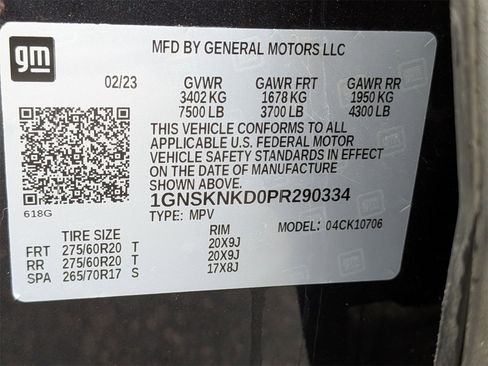 gm
MFD BY GENERAL MOTORS LLC
02/23 GVWR GAWR FRT GAWR RR
3402 KG 1678 KG 1950 KG
7500 LB 3700 LB 4300 LB
THIS VEHICLE CONFORMS TO ALL
APPLICABLE U.S. FEDERAL MOTOR
VEHICLE SAFETY STANDARDS IN EFFECT
ON THE DATE OF MANUFACTURE
SHOWN ABOVE.
618G
1GNSKNKD0PR290334
TYPE: MPV MODEL: 04CK10706
TIRE SIZE RIM
FRT 275/60R20 T 20X9J
RR 275/60R20 T 20X9J
SPA 265/70R17 S 17X8J